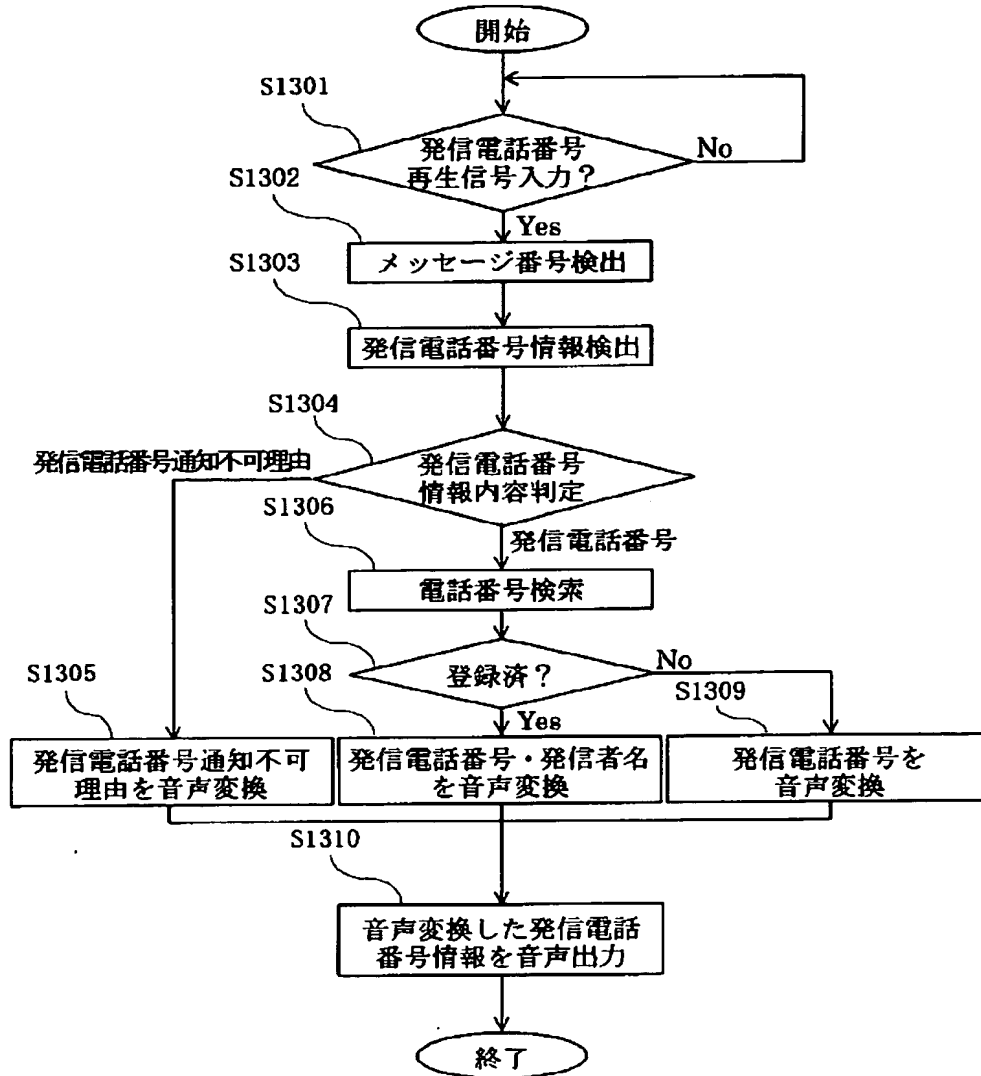 開始
S1301
発信電話番号
再生信号入力？
No
S1302
Yes
メッセージ番号検出
S1303
発信電話番号情報検出
S1304
発信電話番号通知不可理由
発信電話番号
情報内容判定
S1306
発信電話番号
電話番号検索
S1307
登録済？
No
S1305
S1308
S1309
Yes
発信電話番号通知不可
理由を音声変換
発信電話番号・発信者名
を音声変換
発信電話番号を
音声変換
S1310
音声変換した発信電話
番号情報を音声出力
終了